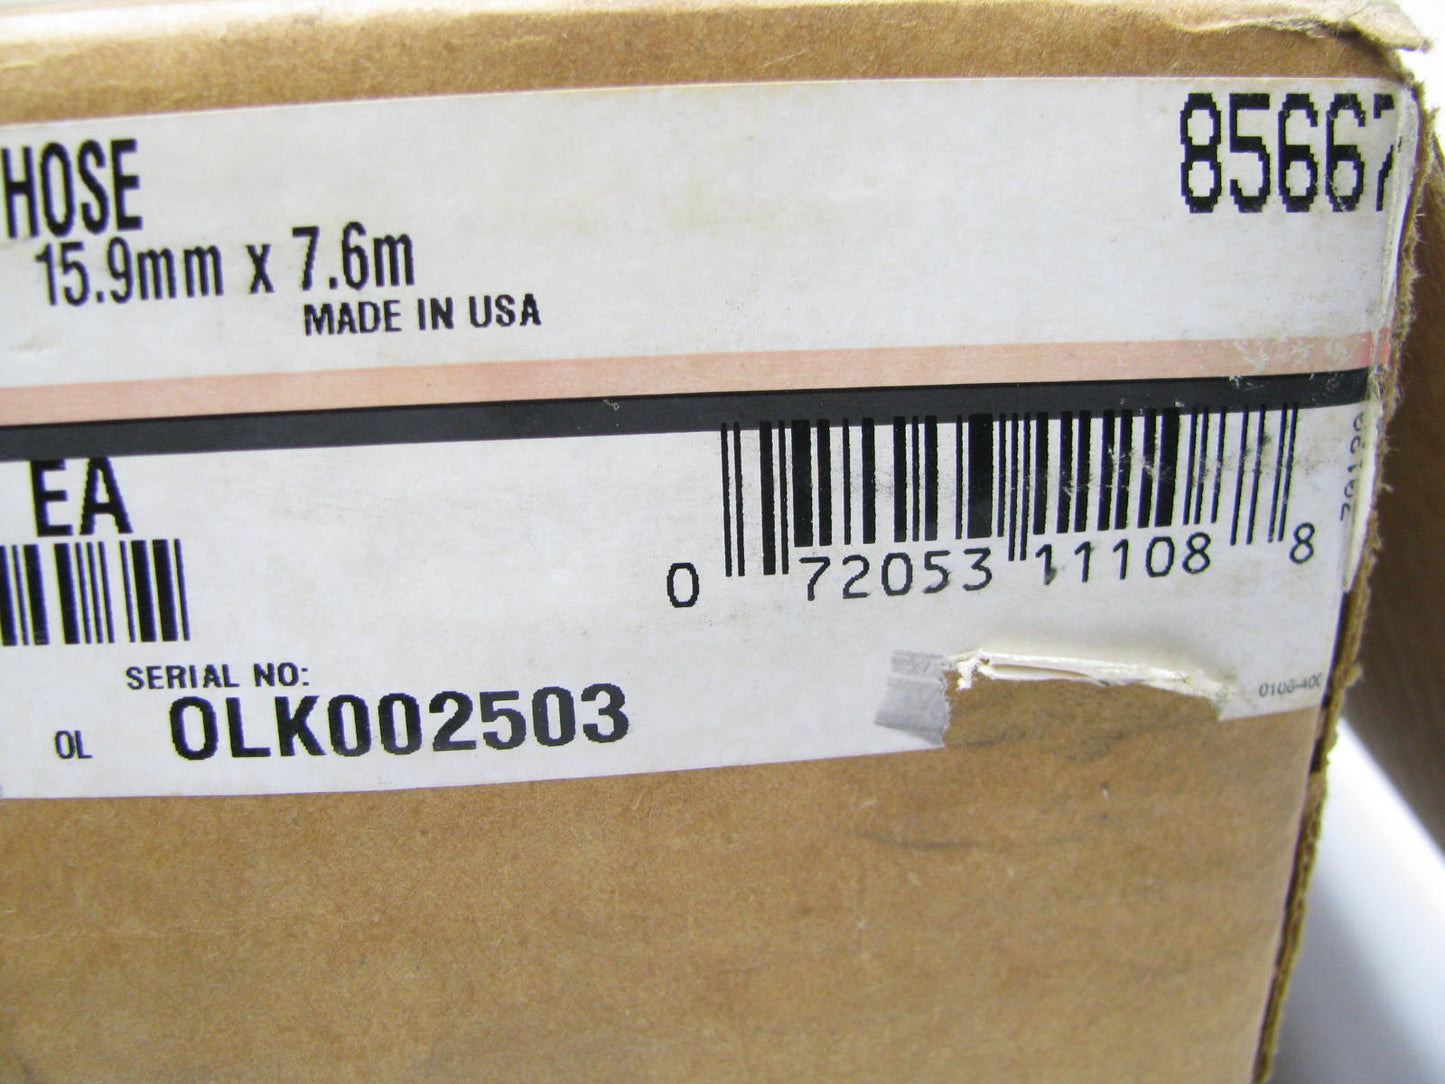 HOSE
85667
15.9mm x 7.6m
MADE IN USA
EA
0 72053 11108 8
SERIAL NO:
OL OLK002503